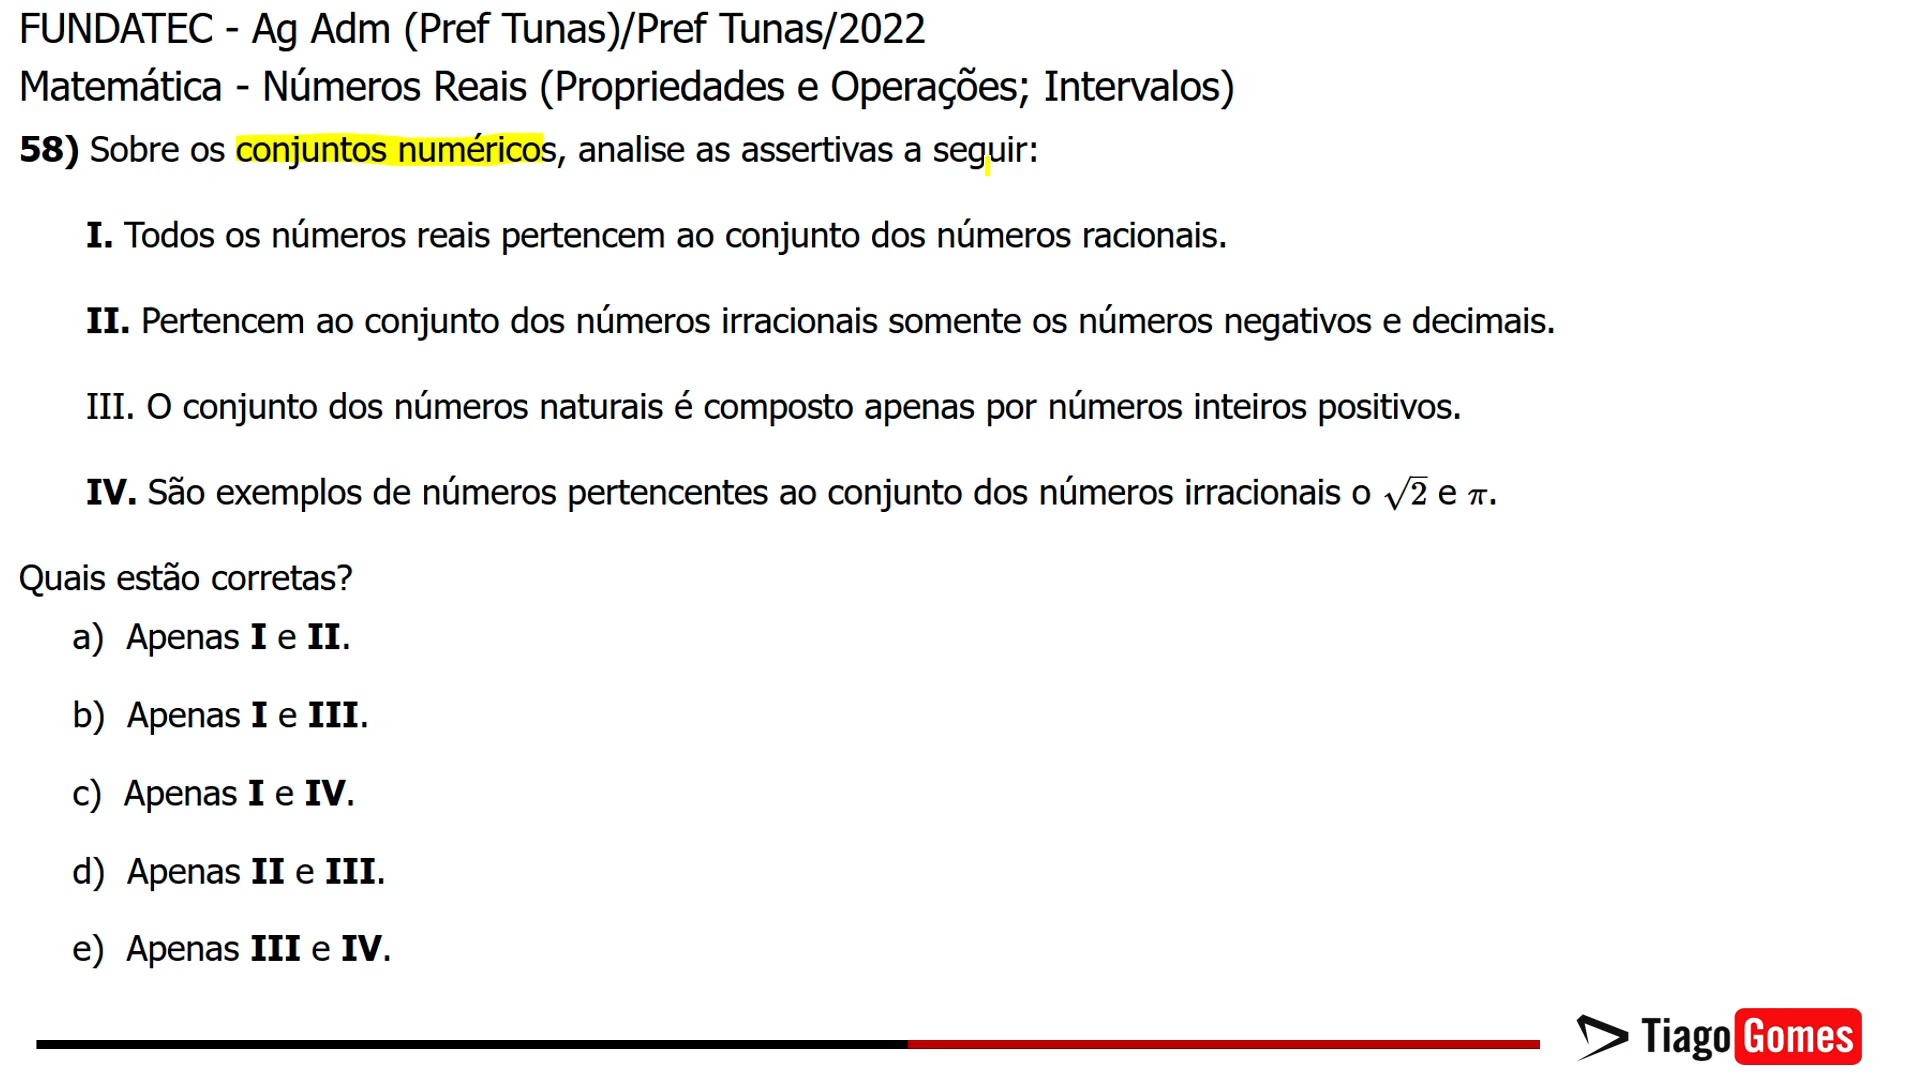 FUNDATEC - Ag Adm (Pref Tunas)/Pref Tunas/2022
Matemática - Números Reais (Propriedades e Operações; Intervalos)
58) Sobre os conjuntos numéricos, analise as assertivas a seguir:
I. Todos os números reais pertencem ao conjunto dos números racionais.
II. Pertencem ao conjunto dos números irracionais somente os números negativos e decimais.
III. O conjunto dos números naturais é composto apenas por números inteiros positivos.
IV. São exemplos de números pertencentes ao conjunto dos números irracionais o √2 e π.
Quais estão corretas?
a) Apenas I e II.
b) Apenas I e III.
c) Apenas I e IV.
d) Apenas II e III.
e) Apenas III e IV.
Tiago Gomes